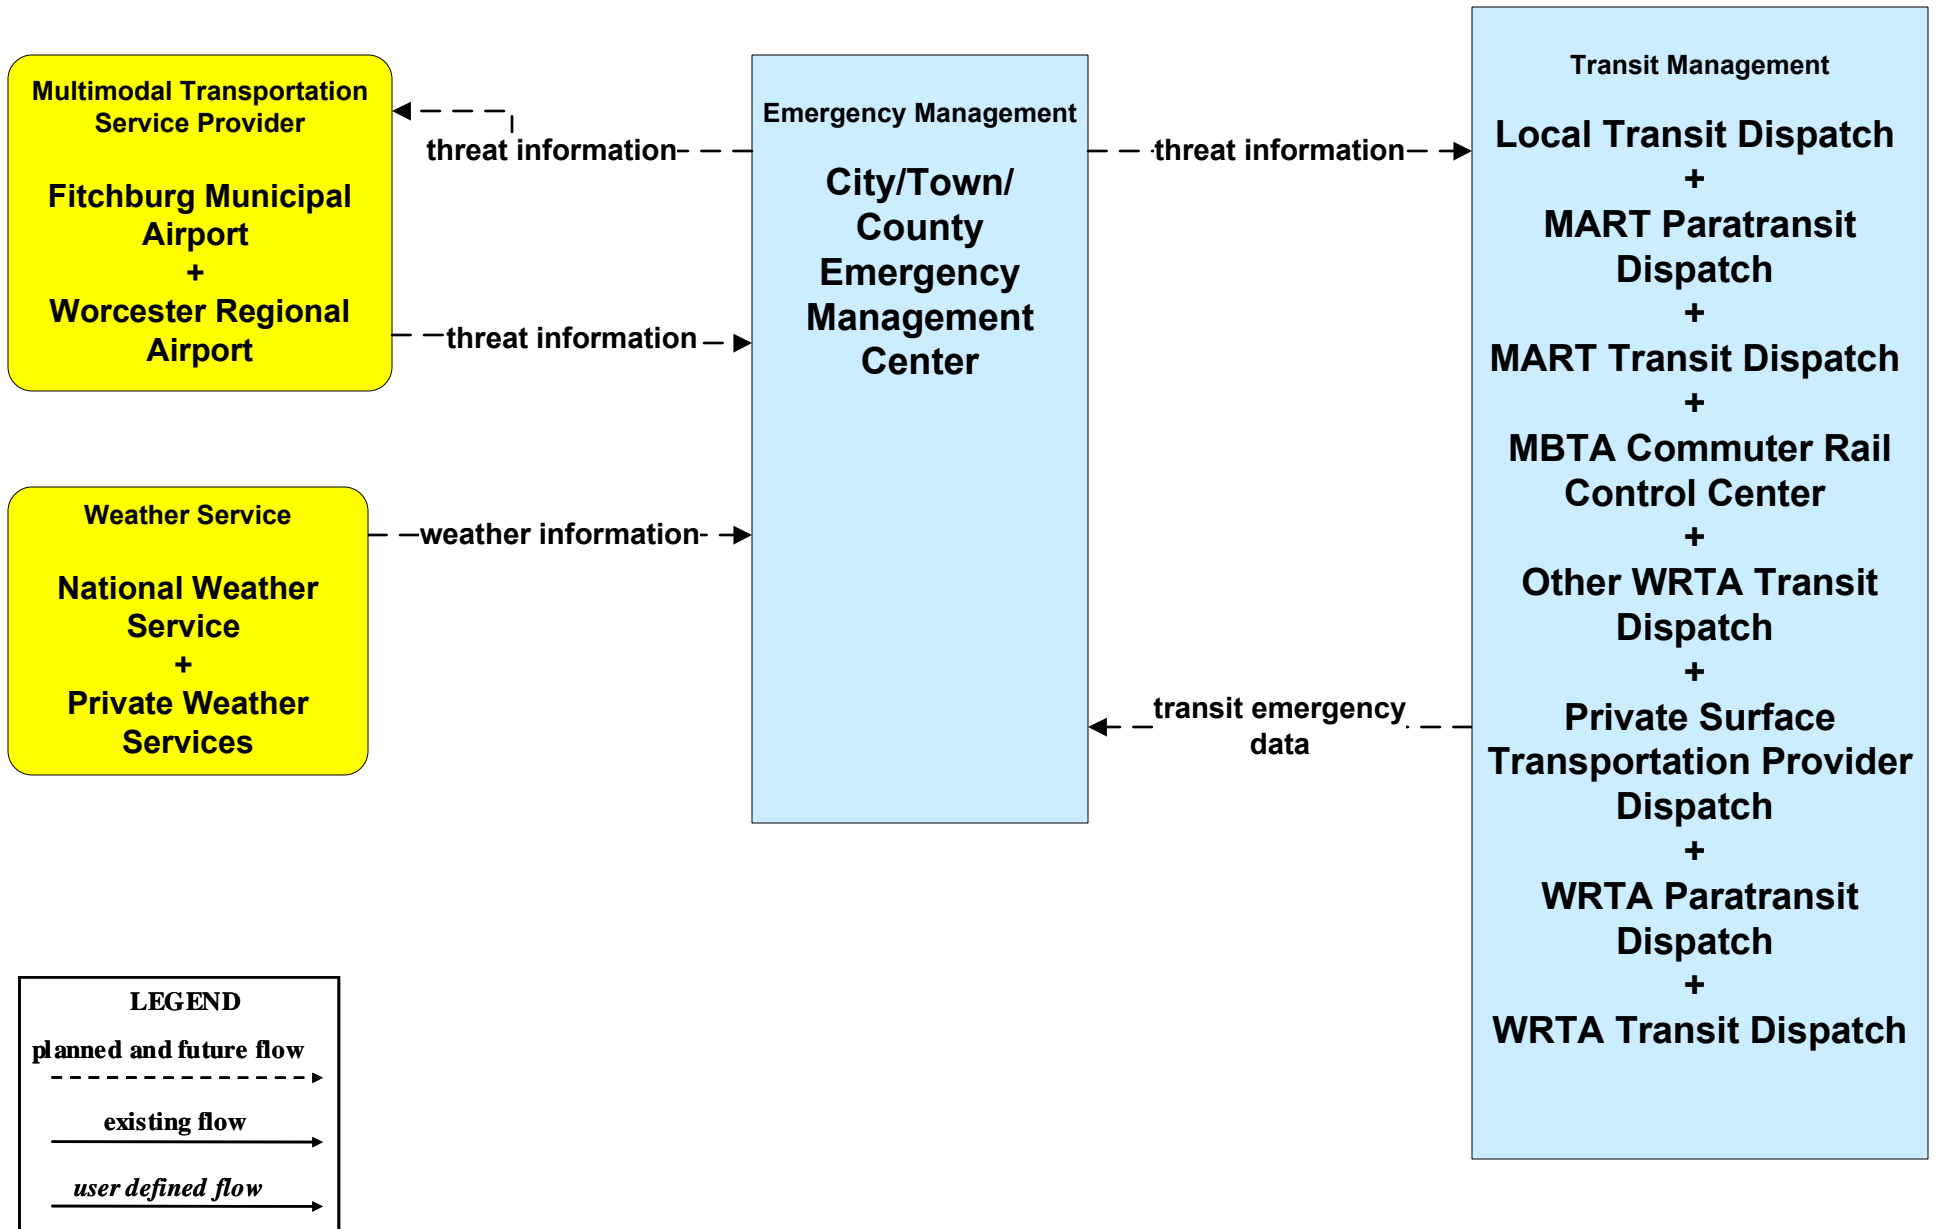 Multimodal Transportation
Service Provider
Fitchburg Municipal
Airport
+
Worcester Regional
Airport
threat information
threat information
Weather Service
National Weather
Service
+
Private Weather
Services
weather information
Emergency Management
City/Town/
County
Emergency
Management
Center
threat information
transit emergency
data
Transit Management
Local Transit Dispatch
+
MART Paratransit
Dispatch
+
MART Transit Dispatch
+
MBTA Commuter Rail
Control Center
+
Other WRTA Transit
Dispatch
+
Private Surface
Transportation Provider
Dispatch
+
WRTA Paratransit
Dispatch
+
WRTA Transit Dispatch
LEGEND
planned and future flow
existing flow
user defined flow